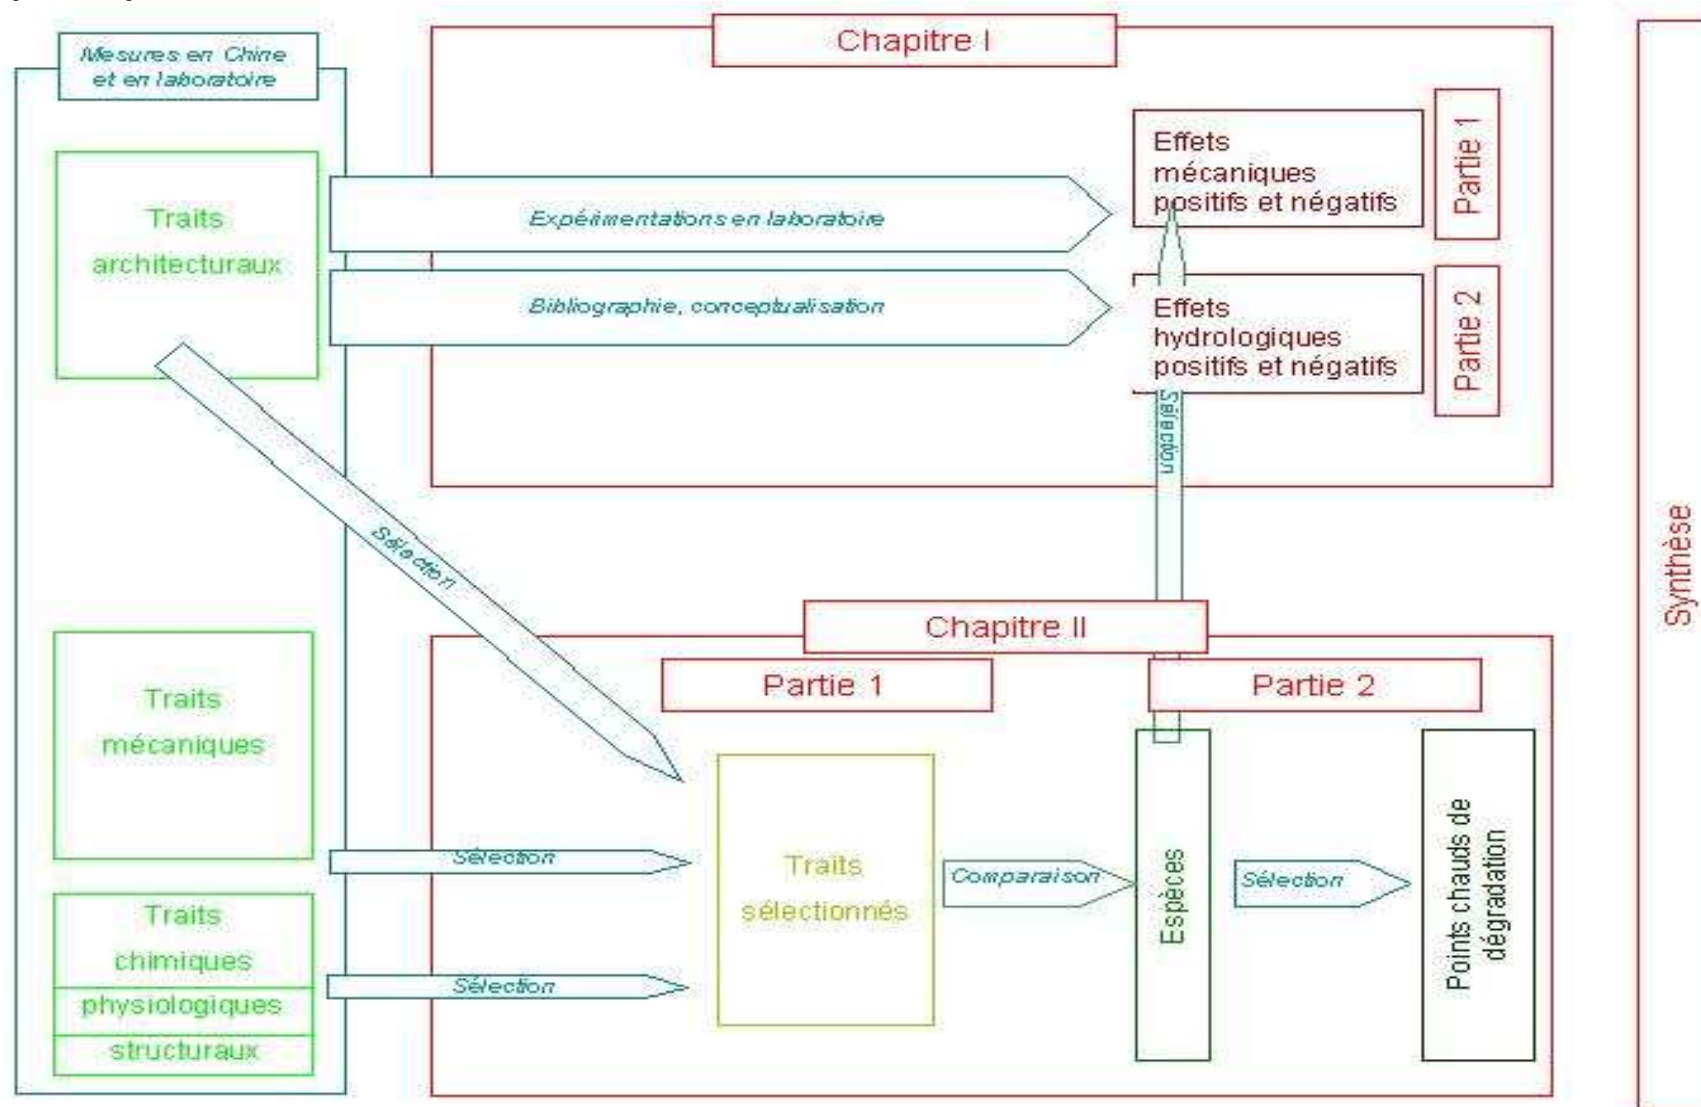 Mesures en Chine
et en laboratoire
Traits
architecturaux
Traits
mécaniques
Traits
chimiques
physiologiques
structuraux
Chapitre I
Expérimentations en laboratoire
Bibliographie, conceptualisation
Effets
mécaniques
positifs et négatifs
Partie 1
Effets
hydrologiques
positifs et négatifs
Partie 2
Sélection
Sélection
Chapitre II
Partie 1
Partie 2
Sélection
Sélection
Traits
sélectionnés
Comparaison
Espèces
Sélection
Points chauds de
dégradation
Synthèse